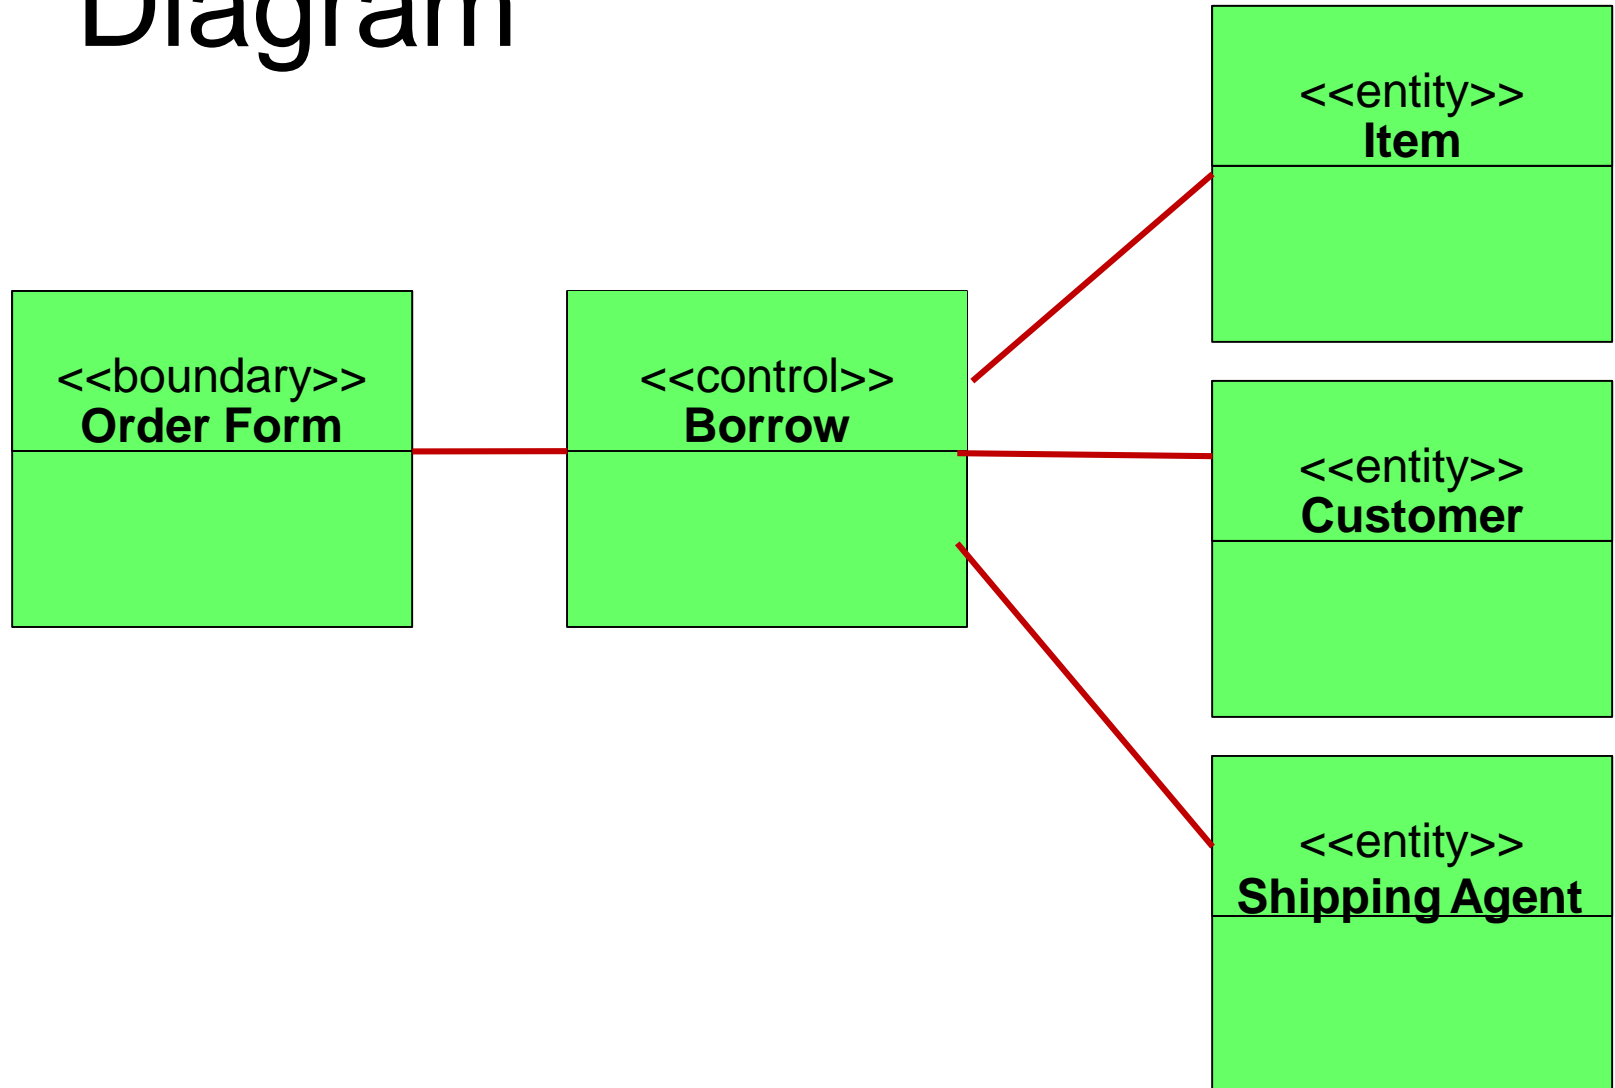 Diagram
<<entity>>
Item
<<boundary>>
Order Form
<<control>>
Borrow
<<entity>>
Customer
<<entity>>
Shipping Agent